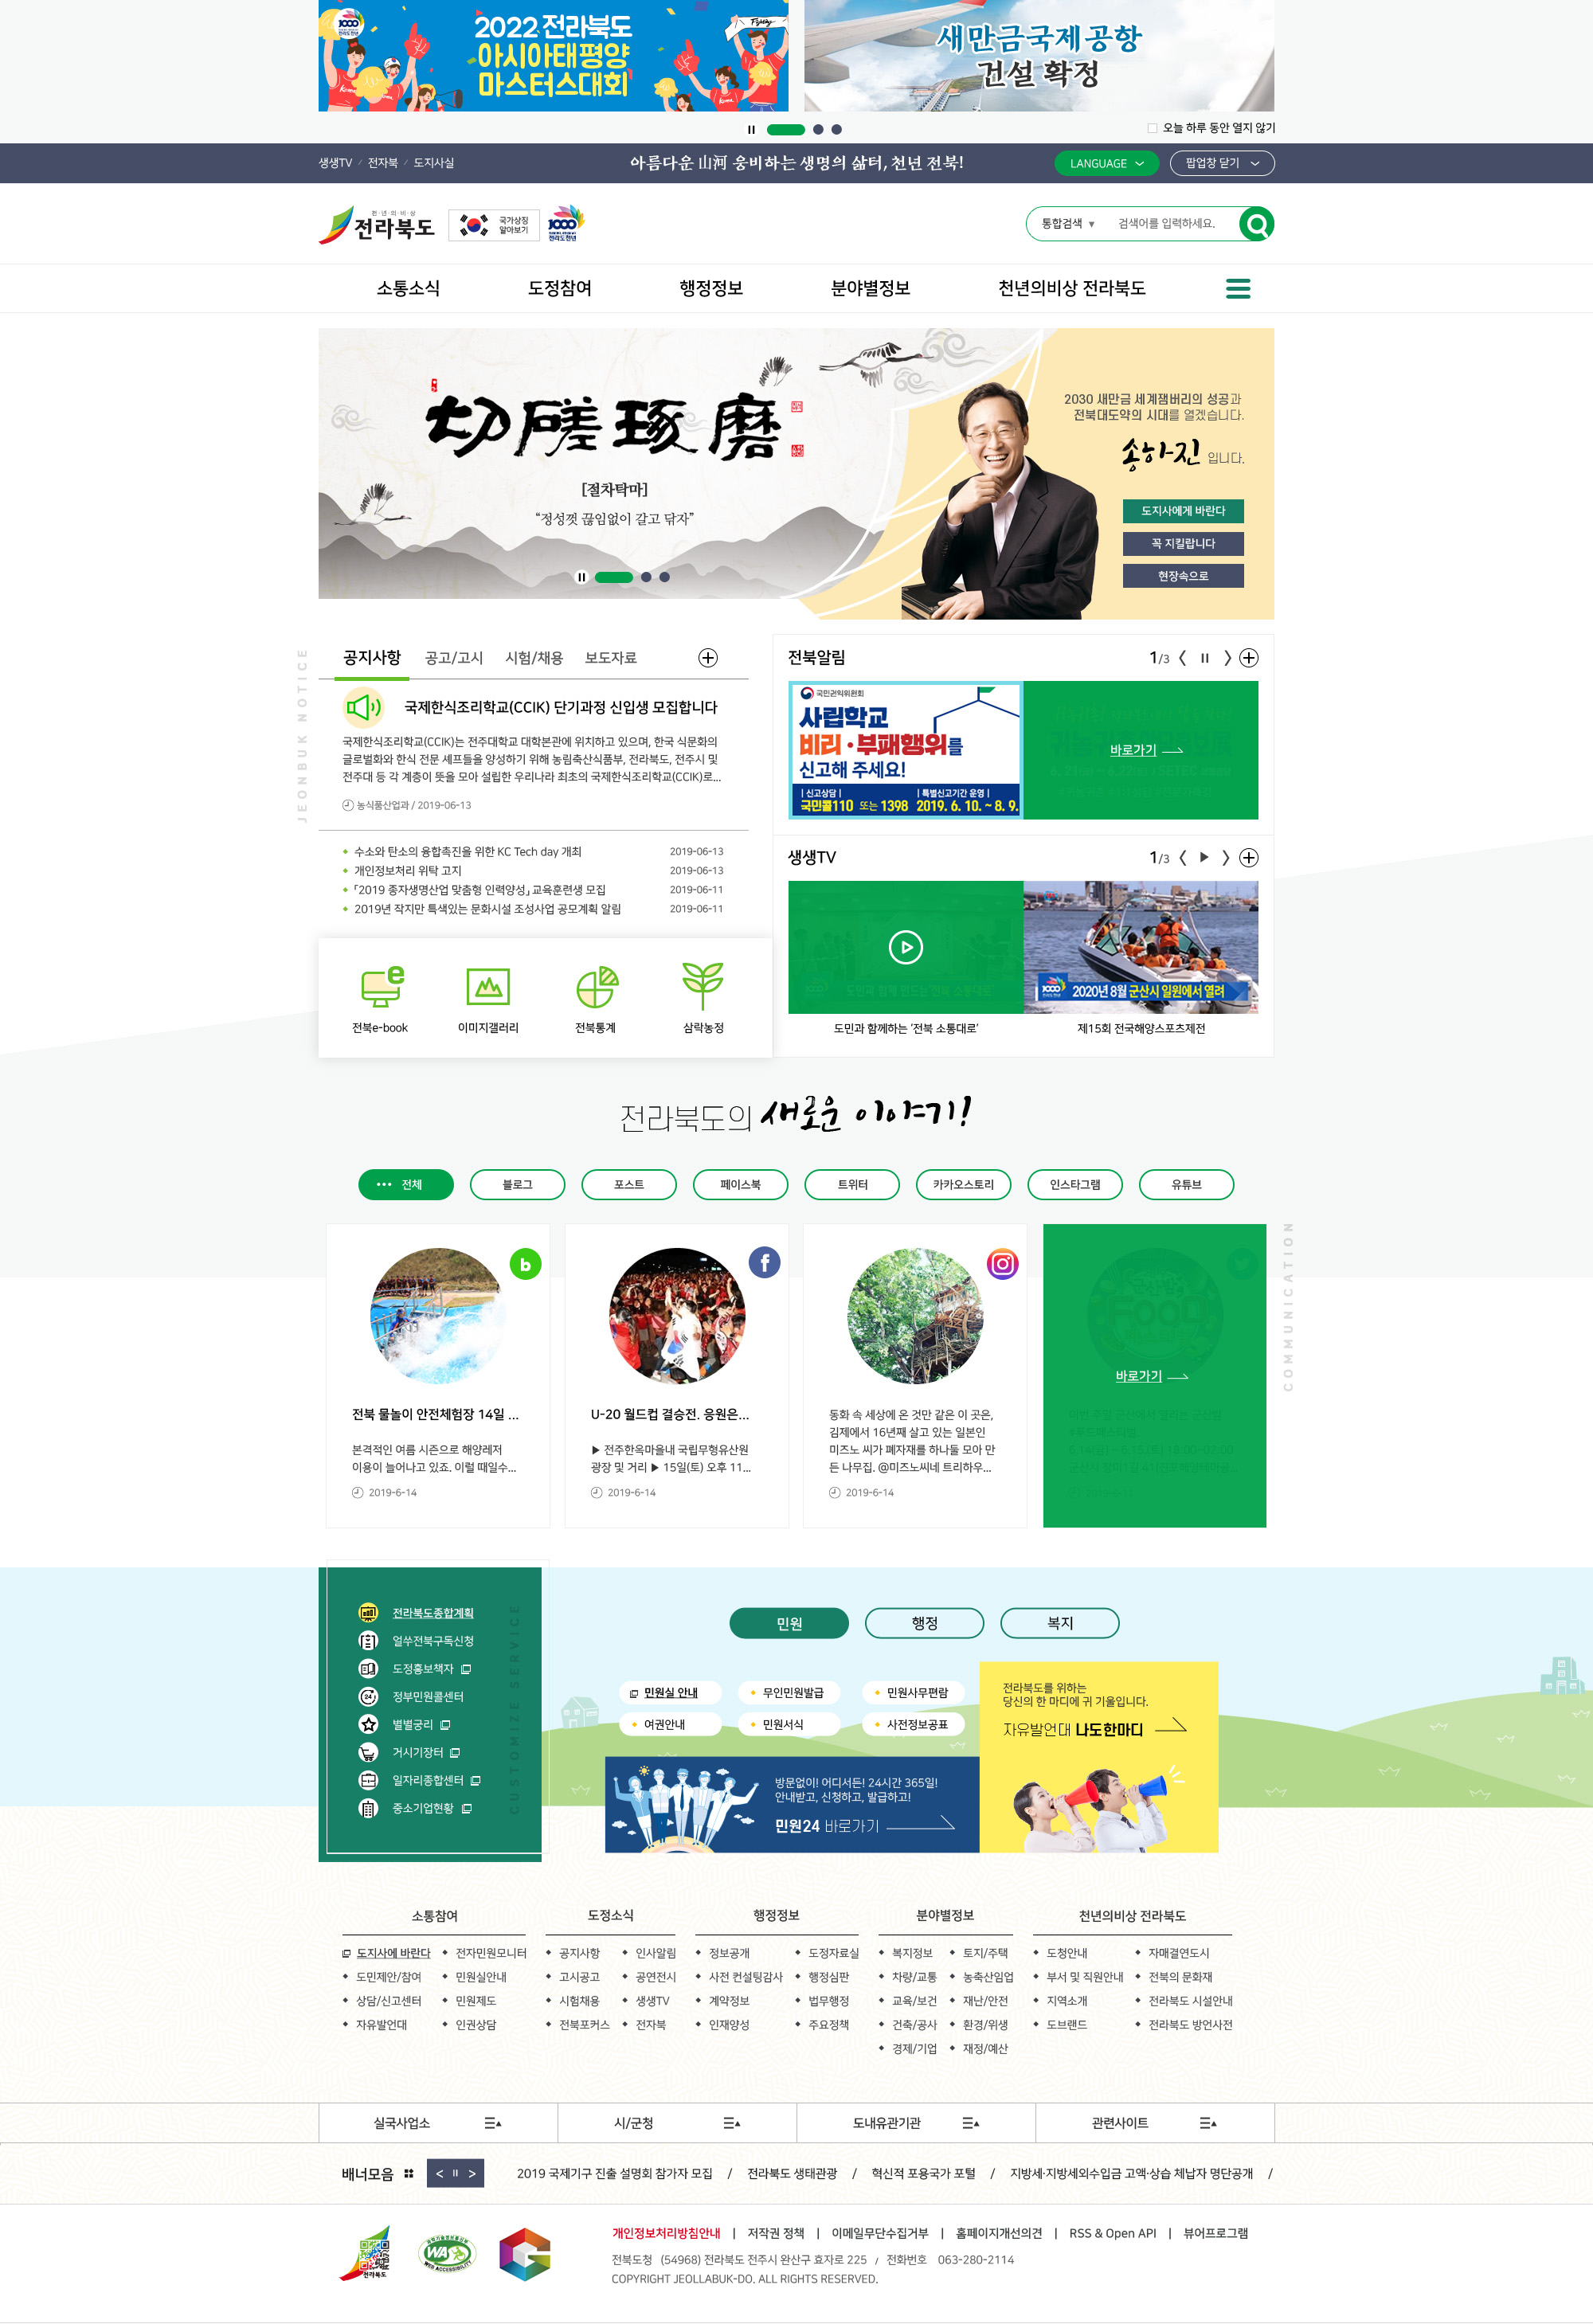 2022 전라북도
아시아태평양
마스터스대회
새만금국제공항
건설 확정
오늘 하루 동안 열지 않기
생생TV / 전자북 / 도지사실
아름다운 山河 웅비하는 생명의 삶터, 천년 전북!
LANGUAGE
팝업창 닫기
천·년·의·비·상
전라북도
국가상징
알아보기
1000
전라도 천년
통합검색 ▼
검색어를 입력하세요.
소통소식
도정참여
행정정보
분야별정보
천년의비상 전라북도
切磋琢磨
[절차탁마]
“정성껏 끊임없이 갈고 닦자”
2030 새만금 세계잼버리의 성공과
전북대도약의 시대를 열겠습니다.
송하진 입니다.
도지사에게 바란다
꼭 지킬랍니다
현장속으로
JEONBUK NOTICE
공지사항
공고/고시
시험/채용
보도자료
국제한식조리학교(CCIK) 단기과정 신입생 모집합니다
국제한식조리학교(CCIK)는 전주대학교 대학본관에 위치하고 있으며, 한국 식문화의
글로벌화와 한식 전문 셰프들을 양성하기 위해 농림축산식품부, 전라북도, 전주시 및
전주대 등 각 계층이 뜻을 모아 설립한 우리나라 최초의 국제한식조리학교(CCIK)로...
농식품산업과 / 2019-06-13
수소와 탄소의 융합촉진을 위한 KC Tech day 개최 2019-06-13
개인정보처리 위탁 고지 2019-06-13
「2019 종자생명산업 맞춤형 인력양성」 교육훈련생 모집 2019-06-11
2019년 작지만 특색있는 문화시설 조성사업 공모계획 알림 2019-06-11
전북e-book
이미지갤러리
전북통계
삼락농정
전북알림
1/3
국민권익위원회
사립학교
비리·부패행위를
신고해 주세요!
| 신고상담 |
국민콜110 또는 1398
| 특별신고기간 운영 |
2019. 6. 10. ~ 8. 9.
바로가기
생생TV
1/3
1000
2020년 8월 군산시 일원에서 열려
도민과 함께하는 '전북 소통대로'
제15회 전국해양스포츠제전
전라북도의 새로운 이야기!
전체
블로그
포스트
페이스북
트위터
카카오스토리
인스타그램
유튜브
COMMUNICATION
전북 물놀이 안전체험장 14일 ...
본격적인 여름 시즌으로 해양레저
이용이 늘어나고 있죠. 이럴 때일수...
2019-6-14
U-20 월드컵 결승전. 응원은...
▶ 전주한옥마을내 국립무형유산원
광장 및 거리 ▶ 15일(토) 오후 11...
2019-6-14
동화 속 세상에 온 것만 같은 이 곳은,
김제에서 16년째 살고 있는 일본인
미즈노 씨가 폐자재를 하나둘 모아 만
든 나무집. @미즈노씨네 트리하우...
2019-6-14
바로가기
CUSTOMIZE SERVICE
전라북도종합계획
얼쑤전북구독신청
도정홍보책자
정부민원콜센터
별별궁리
거시기장터
일자리종합센터
중소기업현황
민원
행정
복지
민원실 안내
무인민원발급
민원사무편람
여권안내
민원서식
사전정보공표
전라북도를 위하는
당신의 한 마디에 귀 기울입니다.
자유발언대 나도한마디
방문없이! 어디서든! 24시간 365일!
안내받고, 신청하고, 발급하고!
민원24 바로가기
소통참여
도지사에 바란다
전자민원모니터
도민제안/참여
민원실안내
상담/신고센터
민원제도
자유발언대
인권상담
도정소식
공지사항
인사알림
고시공고
공연전시
시험채용
생생TV
전북포커스
전자북
행정정보
정보공개
도정자료실
사전 컨설팅감사
행정심판
계약정보
법무행정
인재양성
주요정책
분야별정보
복지정보
토지/주택
차량/교통
농축산임업
교육/보건
재난/안전
건축/공사
환경/위생
경제/기업
재정/예산
천년의비상 전라북도
도청안내
자매결연도시
부서 및 직원안내
전북의 문화재
지역소개
전라북도 시설안내
도브랜드
전라북도 방언사전
실국사업소
시/군청
도내유관기관
관련사이트
배너모음
2019 국제기구 진출 설명회 참가자 모집 / 전라북도 생태관광 / 혁신적 포용국가 포털 / 지방세·지방세외수입금 고액·상습 체납자 명단공개 /
전라북도
WA
WEB ACCESSIBILITY
개인정보처리방침안내 | 저작권 정책 | 이메일무단수집거부 | 홈페이지개선의견 | RSS & Open API | 뷰어프로그램
전북도청 (54968) 전라북도 전주시 완산구 효자로 225 / 전화번호 063-280-2114
COPYRIGHT JEOLLABUK-DO. ALL RIGHTS RESERVED.